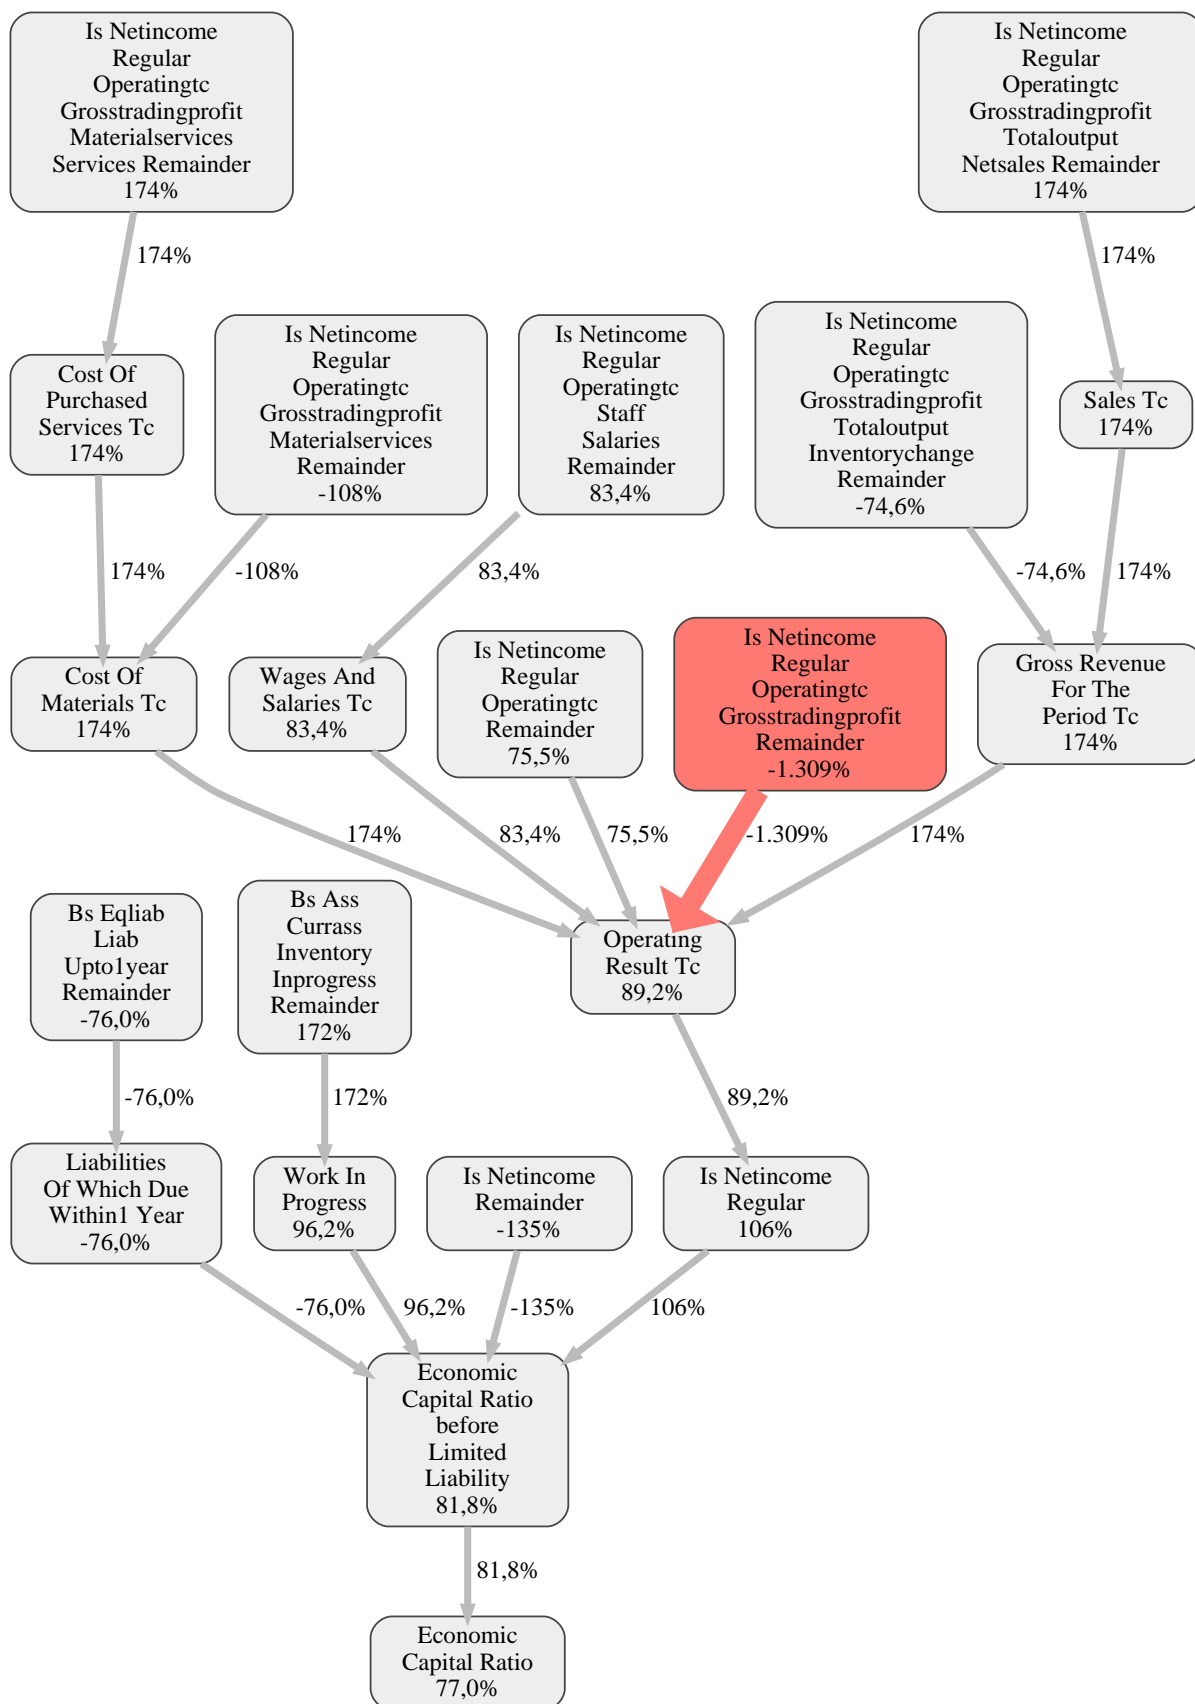 Is Netincome
Regular
Operatingtc
Grosstradingprofit
Materialservices
Services Remainder
174%
Is Netincome
Regular
Operatingtc
Grosstradingprofit
Totaloutput
Netsales Remainder
174%
174%
174%
Cost Of
Purchased
Services Tc
174%
Is Netincome
Regular
Operatingtc
Grosstradingprofit
Materialservices
Remainder
-108%
Is Netincome
Regular
Operatingtc
Staff
Salaries
Remainder
83,4%
Is Netincome
Regular
Operatingtc
Grosstradingprofit
Totaloutput
Inventorychange
Remainder
-74,6%
Sales Tc
174%
174%
-108%
83,4%
-74,6%
174%
Cost Of
Materials Tc
174%
Wages And
Salaries Tc
83,4%
Is Netincome
Regular
Operatingtc
Remainder
75,5%
Is Netincome
Regular
Operatingtc
Grosstradingprofit
Remainder
-1.309%
Gross Revenue
For The
Period Tc
174%
174%
83,4%
75,5%
-1.309%
174%
Bs Eqliab
Liab
Upto1year
Remainder
-76,0%
Bs Ass
Currass
Inventory
Inprogress
Remainder
172%
Operating
Result Tc
89,2%
-76,0%
172%
89,2%
Liabilities
Of Which Due
Within1 Year
-76,0%
Work In
Progress
96,2%
Is Netincome
Remainder
-135%
Is Netincome
Regular
106%
-76,0%
96,2%
-135%
106%
Economic
Capital Ratio
before
Limited
Liability
81,8%
81,8%
Economic
Capital Ratio
77,0%